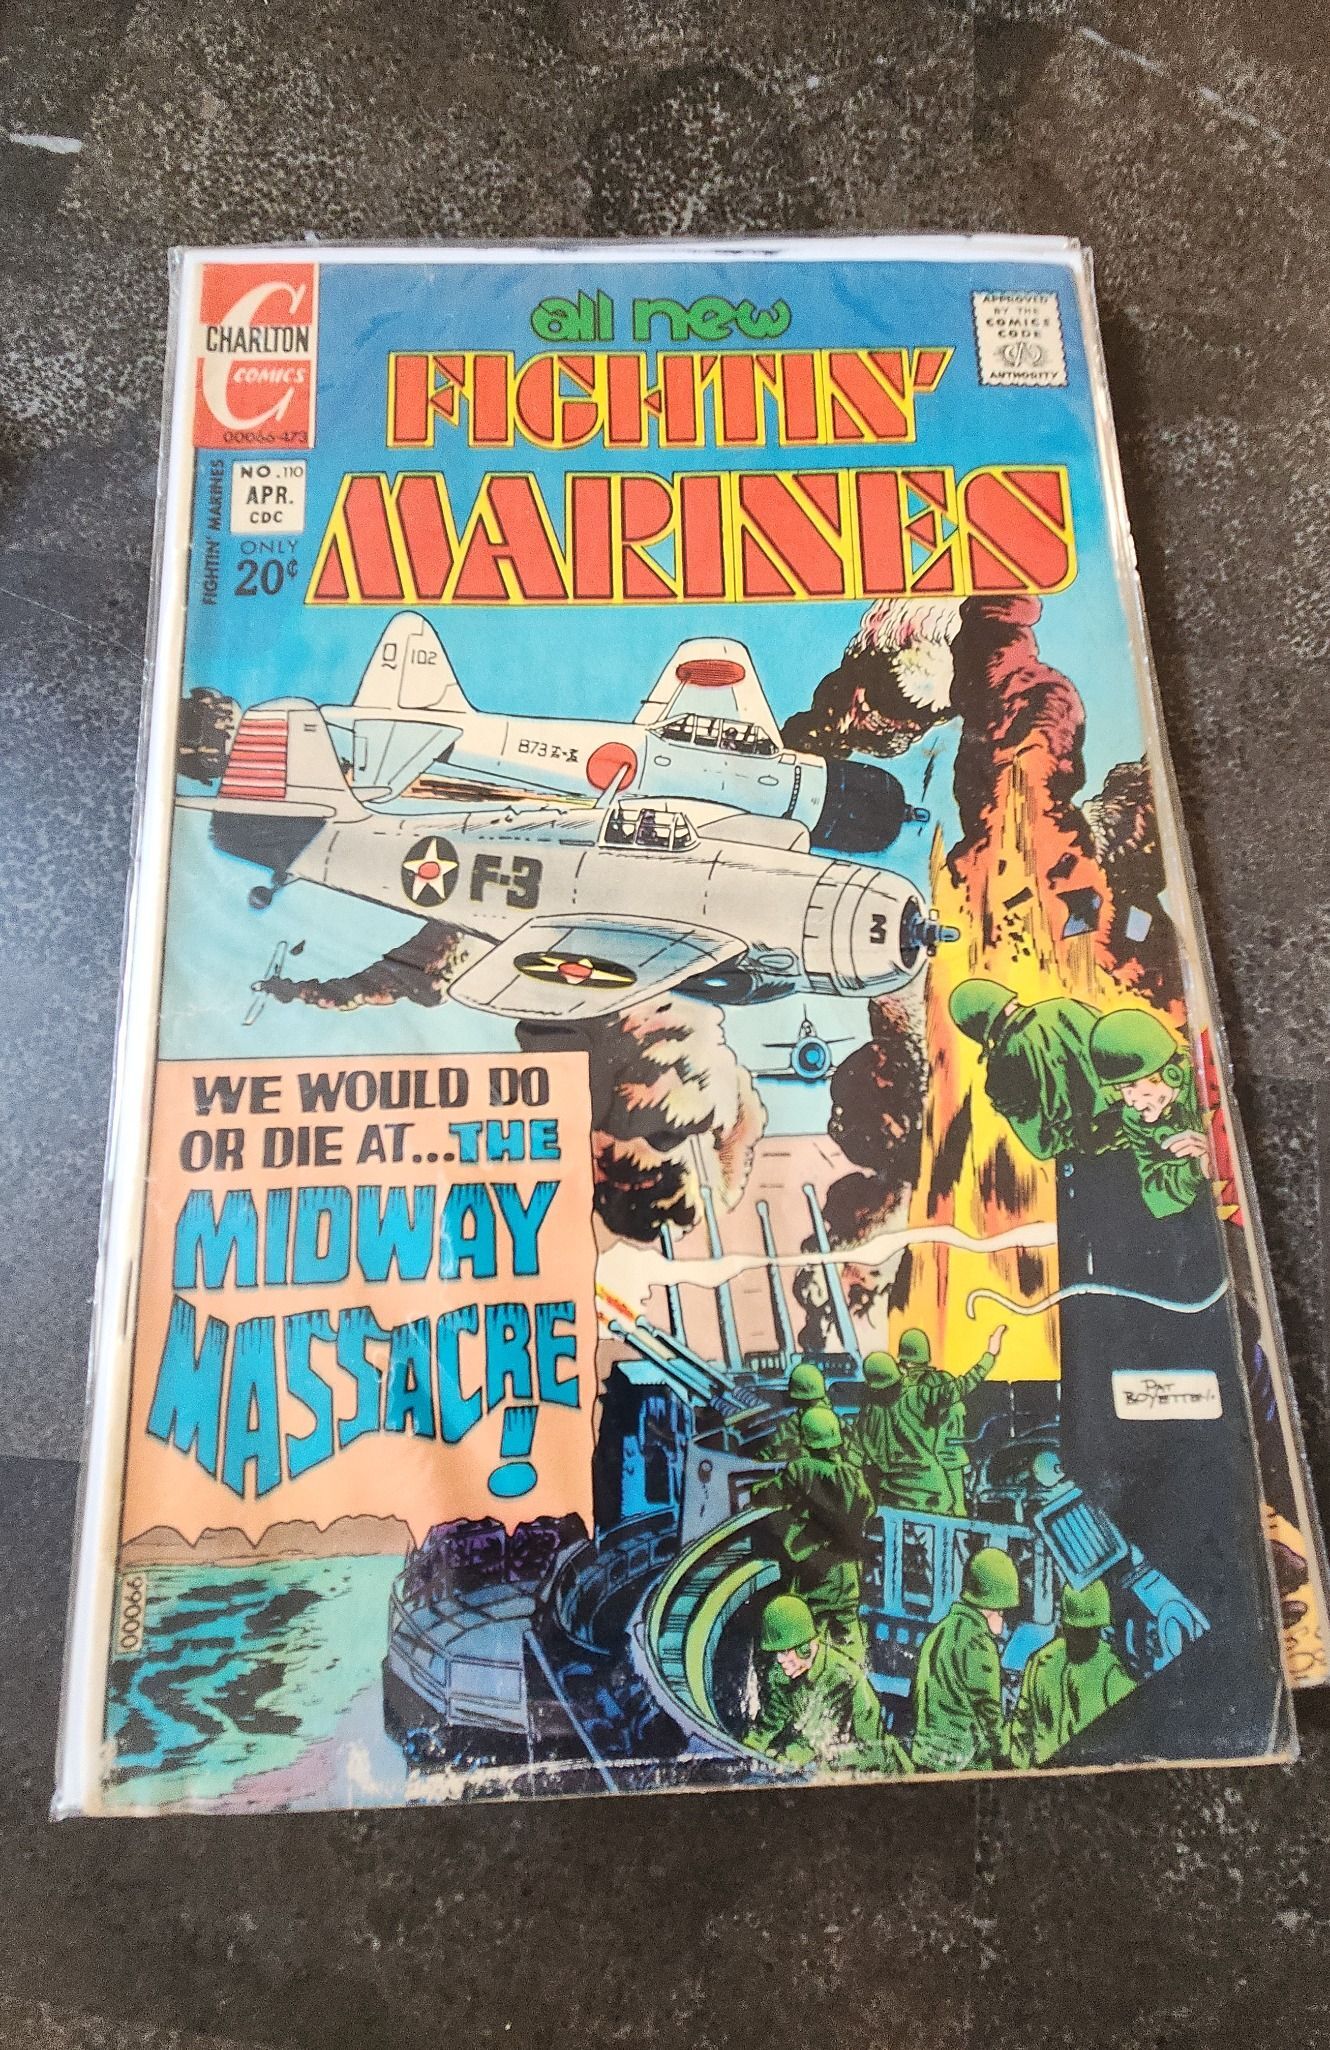 CHARLTON
COMICS
00066-473
NO. 110
APR.
CDC
ONLY
20¢
FIGHTIN' MARINES
all new
FIGHTIN'
MARINES
APPROVED
BY THE
COMICS
CODE
AUTHORITY
Q 102
B73
F-3
3
WE WOULD DO
OR DIE AT...THE
MIDWAY
MASSACRE!
PAT
BOYETTE
00066